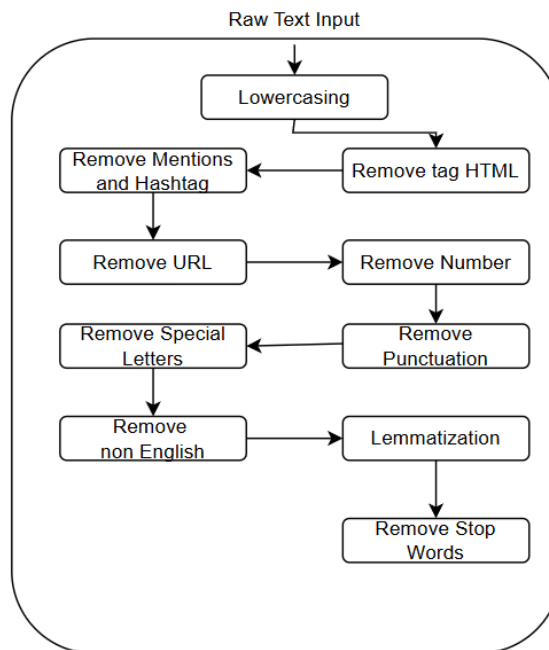 Raw Text Input
Lowercasing
Remove tag HTML
Remove Mentions
and Hashtag
Remove URL
Remove Number
Remove
Punctuation
Remove Special
Letters
Remove
non English
Lemmatization
Remove Stop
Words